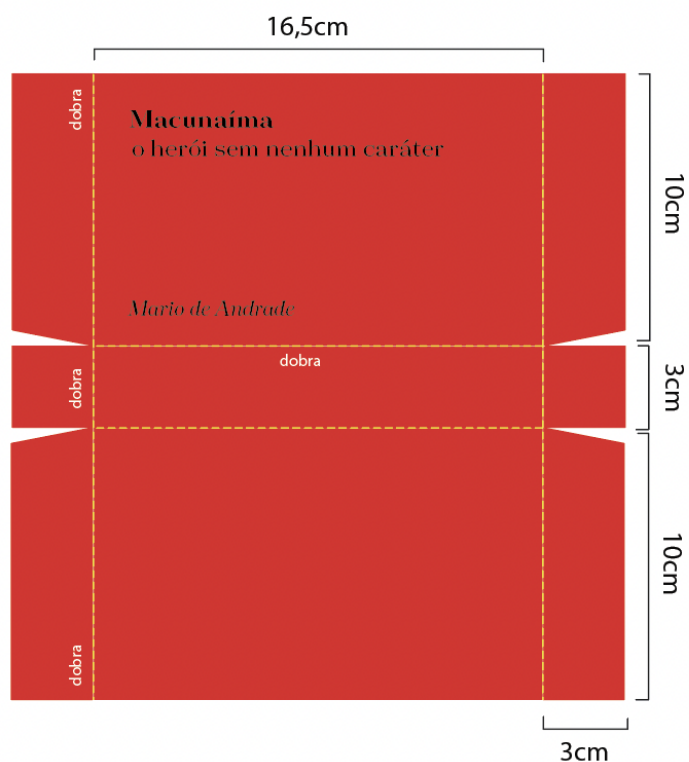 16,5cm
dobra
Macunaíma
o herói sem nenhum caráter
10cm
Mario de Andrade
dobra
dobra
3cm
10cm
dobra
3cm